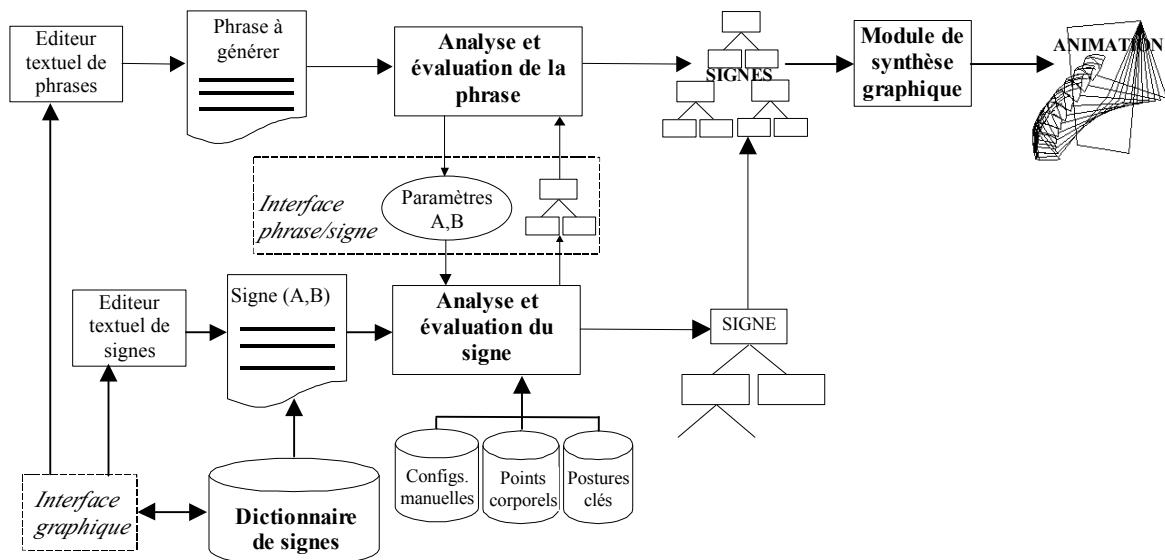 Editeur
textuel de
phrases
Phrase à
générer
Analyse et
évaluation de la
phrase
SIGNES
Module de
synthèse
graphique
ANIMATION
Interface
phrase/signe
Paramètres
A,B
Editeur
textuel de
signes
Signe (A,B)
Analyse et
évaluation du
signe
SIGNE
Configs.
manuelles
Points
corporels
Postures
clés
Interface
graphique
Dictionnaire
de signes